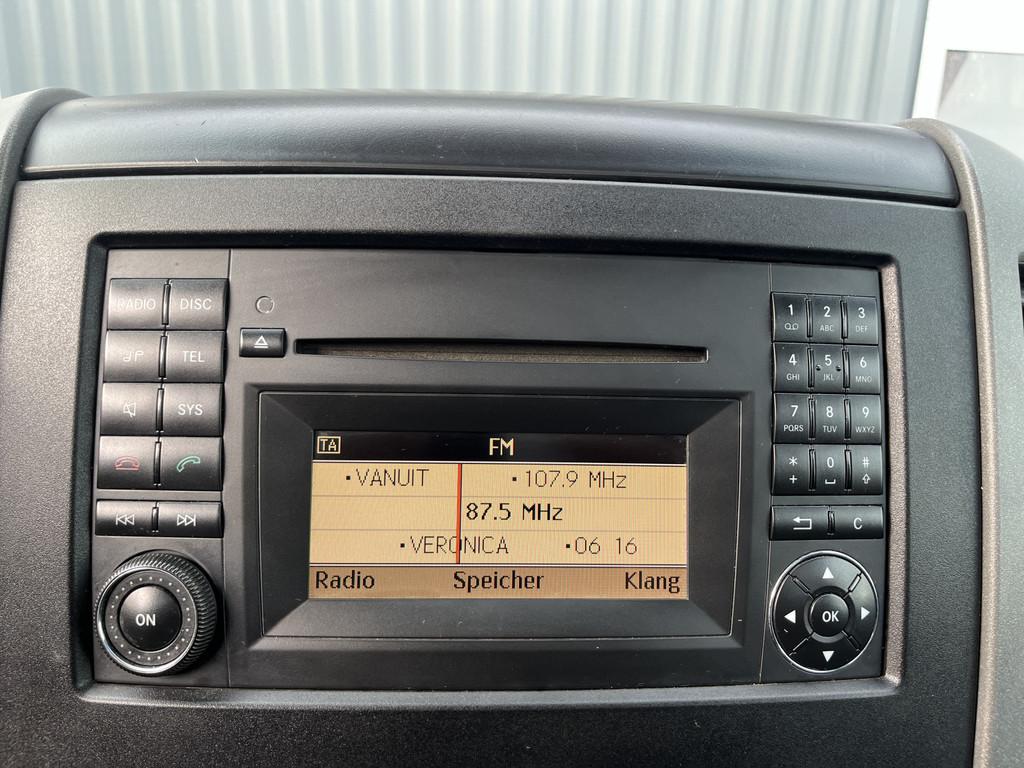 RADIO DISC
TEL
SYS
ON
TA FM
•VANUIT •107.9 MHz
87.5 MHz
•VERONICA •06 16
Radio Speicher Klang
1 2 3
ABC DEF
4 5 6
GHI JKL MNO
7 8 9
PQRS TUV WXYZ
* 0 #
+
C
OK